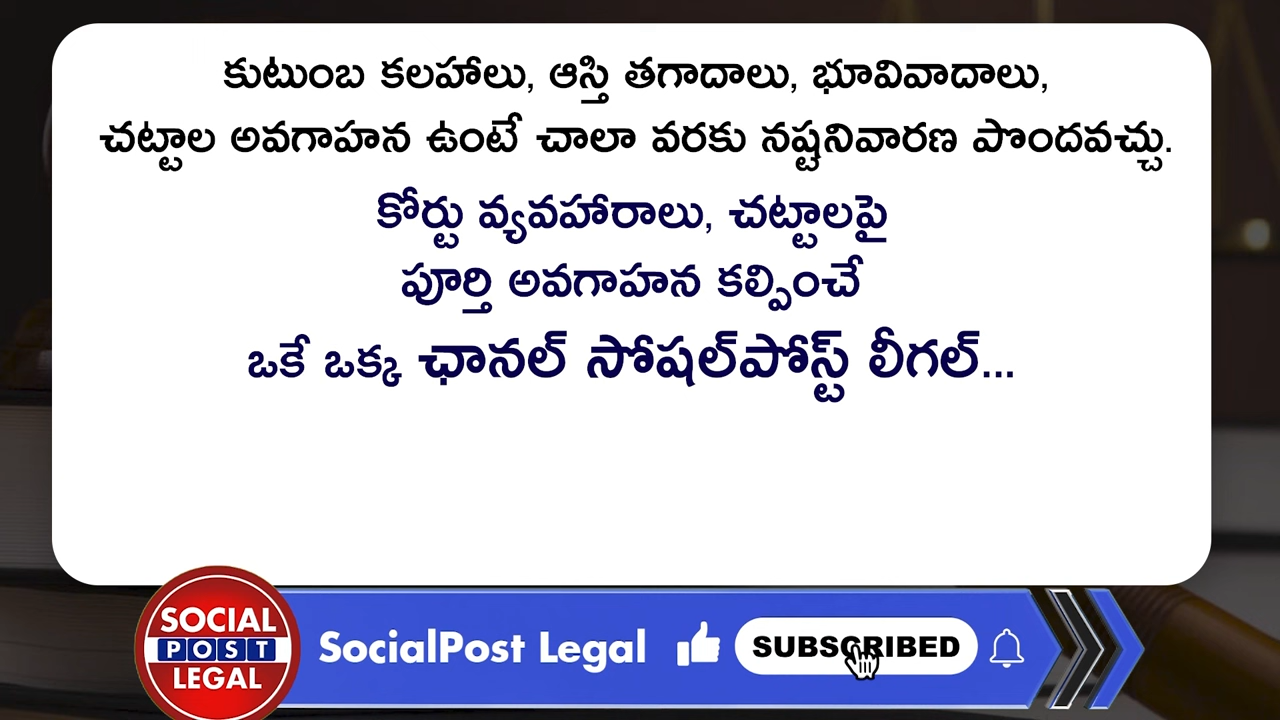 కుటుంబ కలహాలు, ఆస్తి తగాదాలు, భూవివాదాలు,
చట్టాల అవగాహన ఉంటే చాలా వరకు నష్టనివారణ పొందవచ్చు.
కోర్టు వ్యవహారాలు, చట్టాలపై
పూర్తి అవగాహన కల్పించే
ఒకే ఒక్క ఛానల్ సోషల్‌పోస్ట్ లీగల్...
SOCIAL
POST
LEGAL
SocialPost Legal
SUBSCRIBED